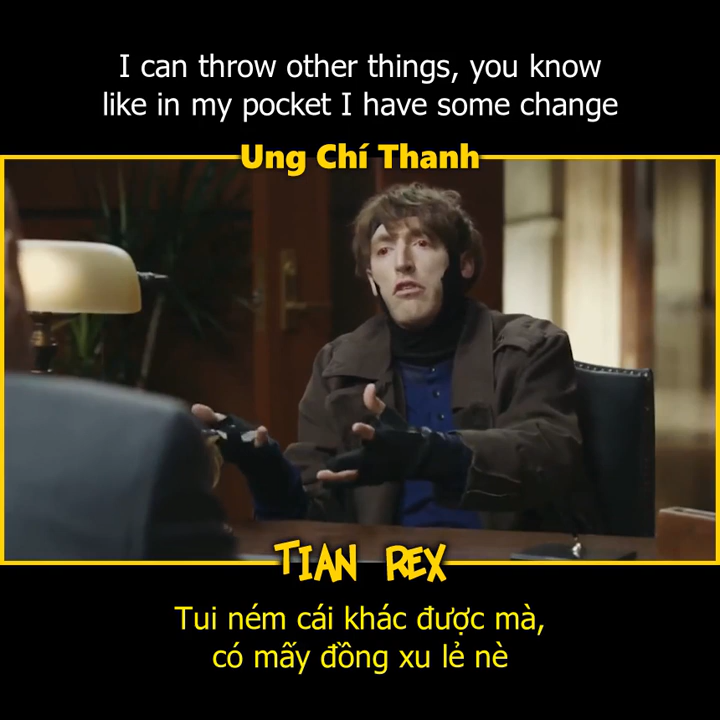 I can throw other things, you know
like in my pocket I have some change
Ung Chí Thanh
TIAN REX
Tui ném cái khác được mà,
có mấy đồng xu lẻ nè